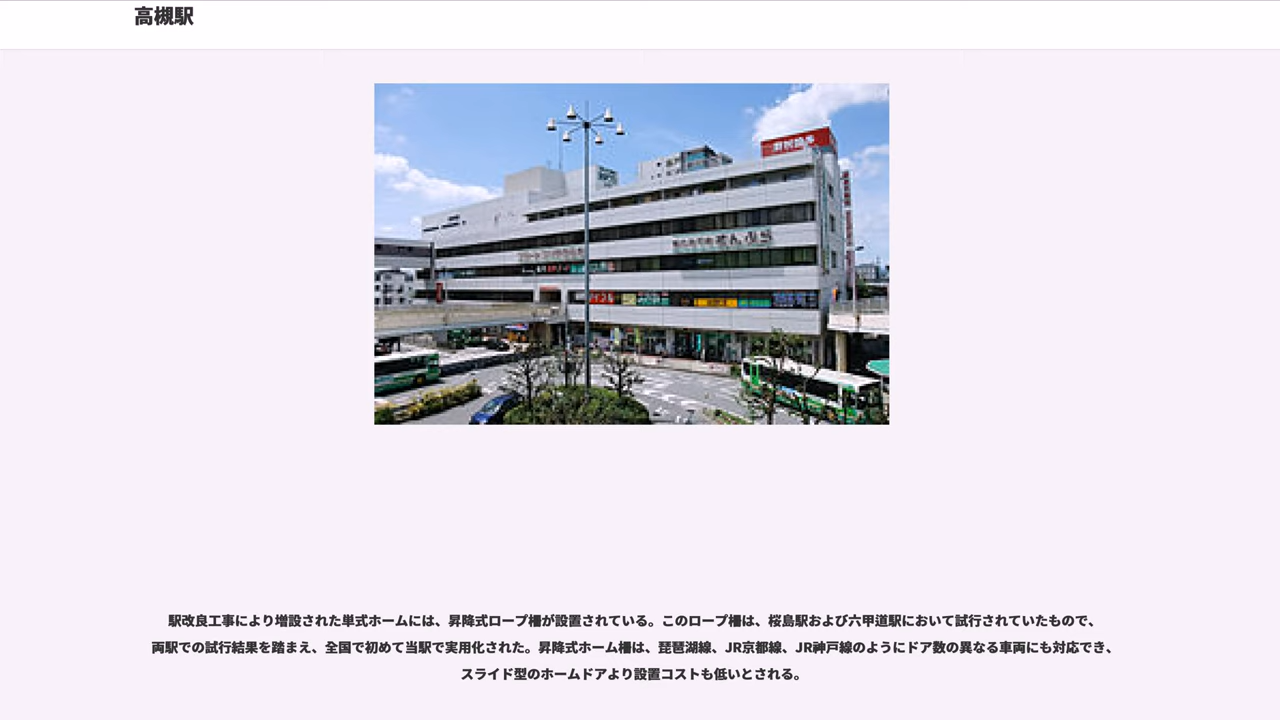 高槻駅
駅改良工事により増設された単式ホームには、昇降式ロープ柵が設置されている。このロープ柵は、桜島駅および六甲道駅において試行されていたもので、
両駅での試行結果を踏まえ、全国で初めて当駅で実用化された。昇降式ホーム柵は、琵琶湖線、JR京都線、JR神戸線のようにドア数の異なる車両にも対応でき、
スライド型のホームドアより設置コストも低いとされる。